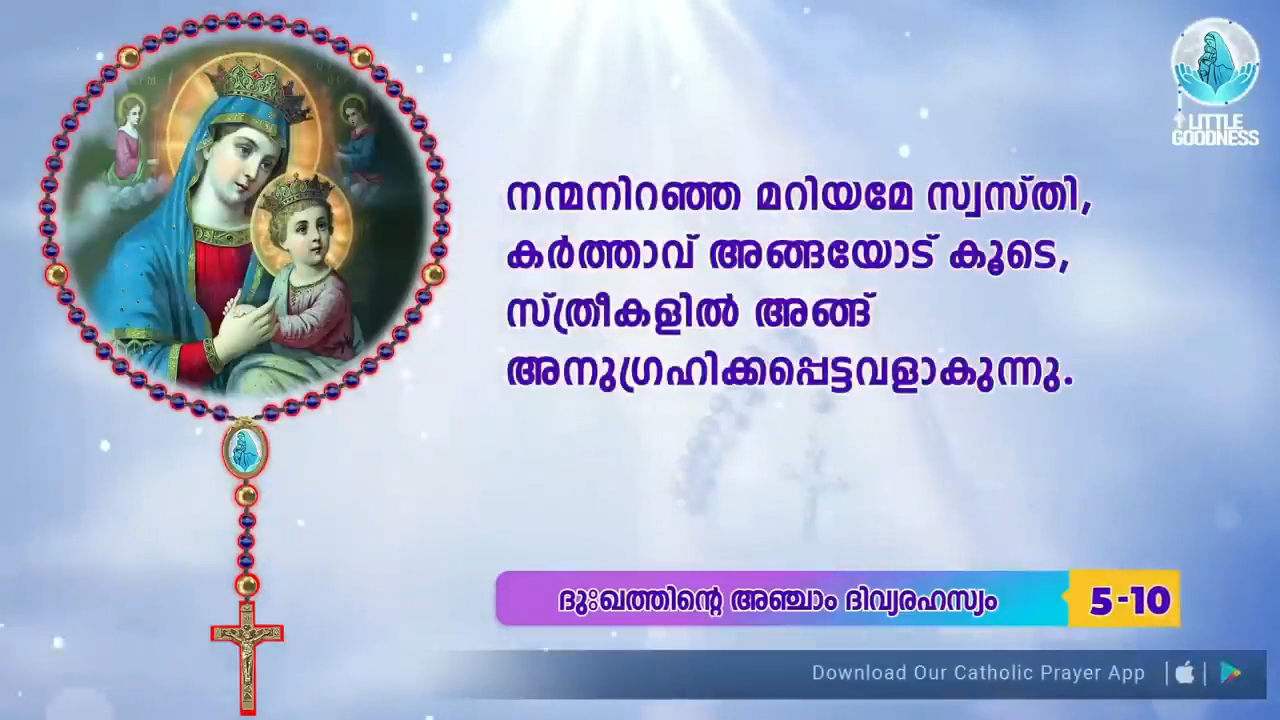 LITTLE
GOODNESS
നന്മനിറഞ്ഞ മറിയമേ സ്വസ്തി,
കർത്താവ് അങ്ങയോട് കൂടെ,
സ്ത്രീകളിൽ അങ്ങ്
അനുഗ്രഹിക്കപ്പെട്ടവളാകുന്നു.
ദുഃഖത്തിന്റെ അഞ്ചാം ദിവ്യരഹസ്യം 5-10
Download Our Catholic Prayer App